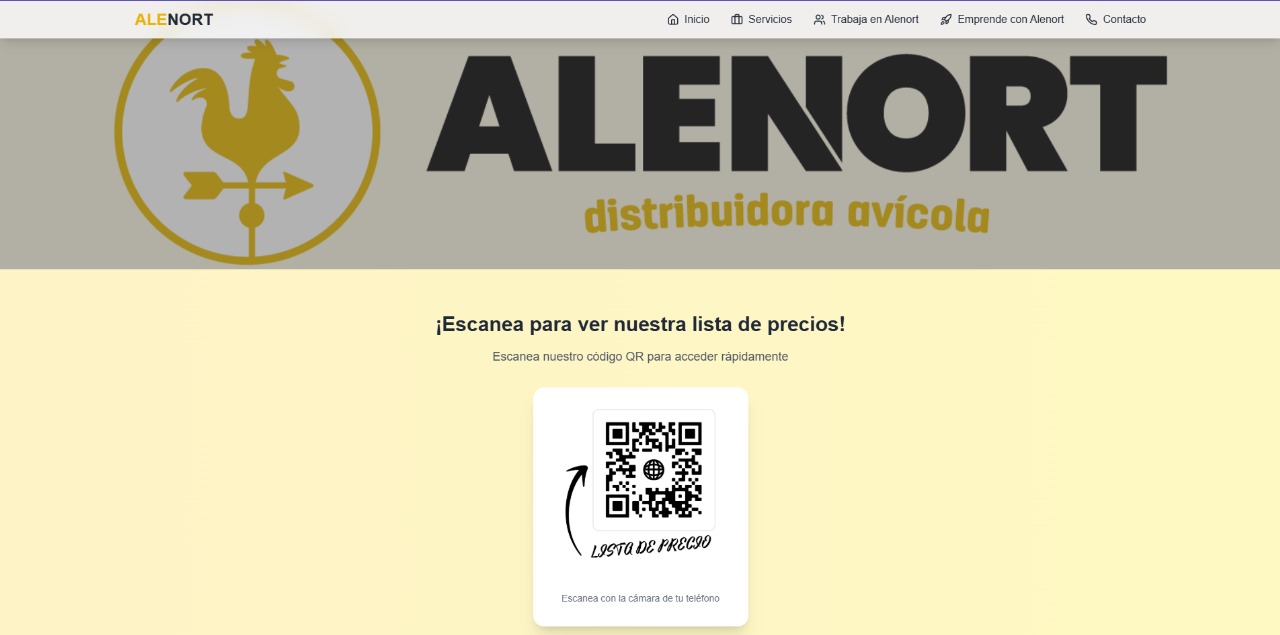 ALENORT
Inicio
Servicios
Trabaja en Alenort
Emprende con Alenort
Contacto
ALENORT
distribuidora avícola
¡Escanea para ver nuestra lista de precios!
Escanea nuestro código QR para acceder rápidamente
LISTA DE PRECIO
Escanea con la cámara de tu teléfono